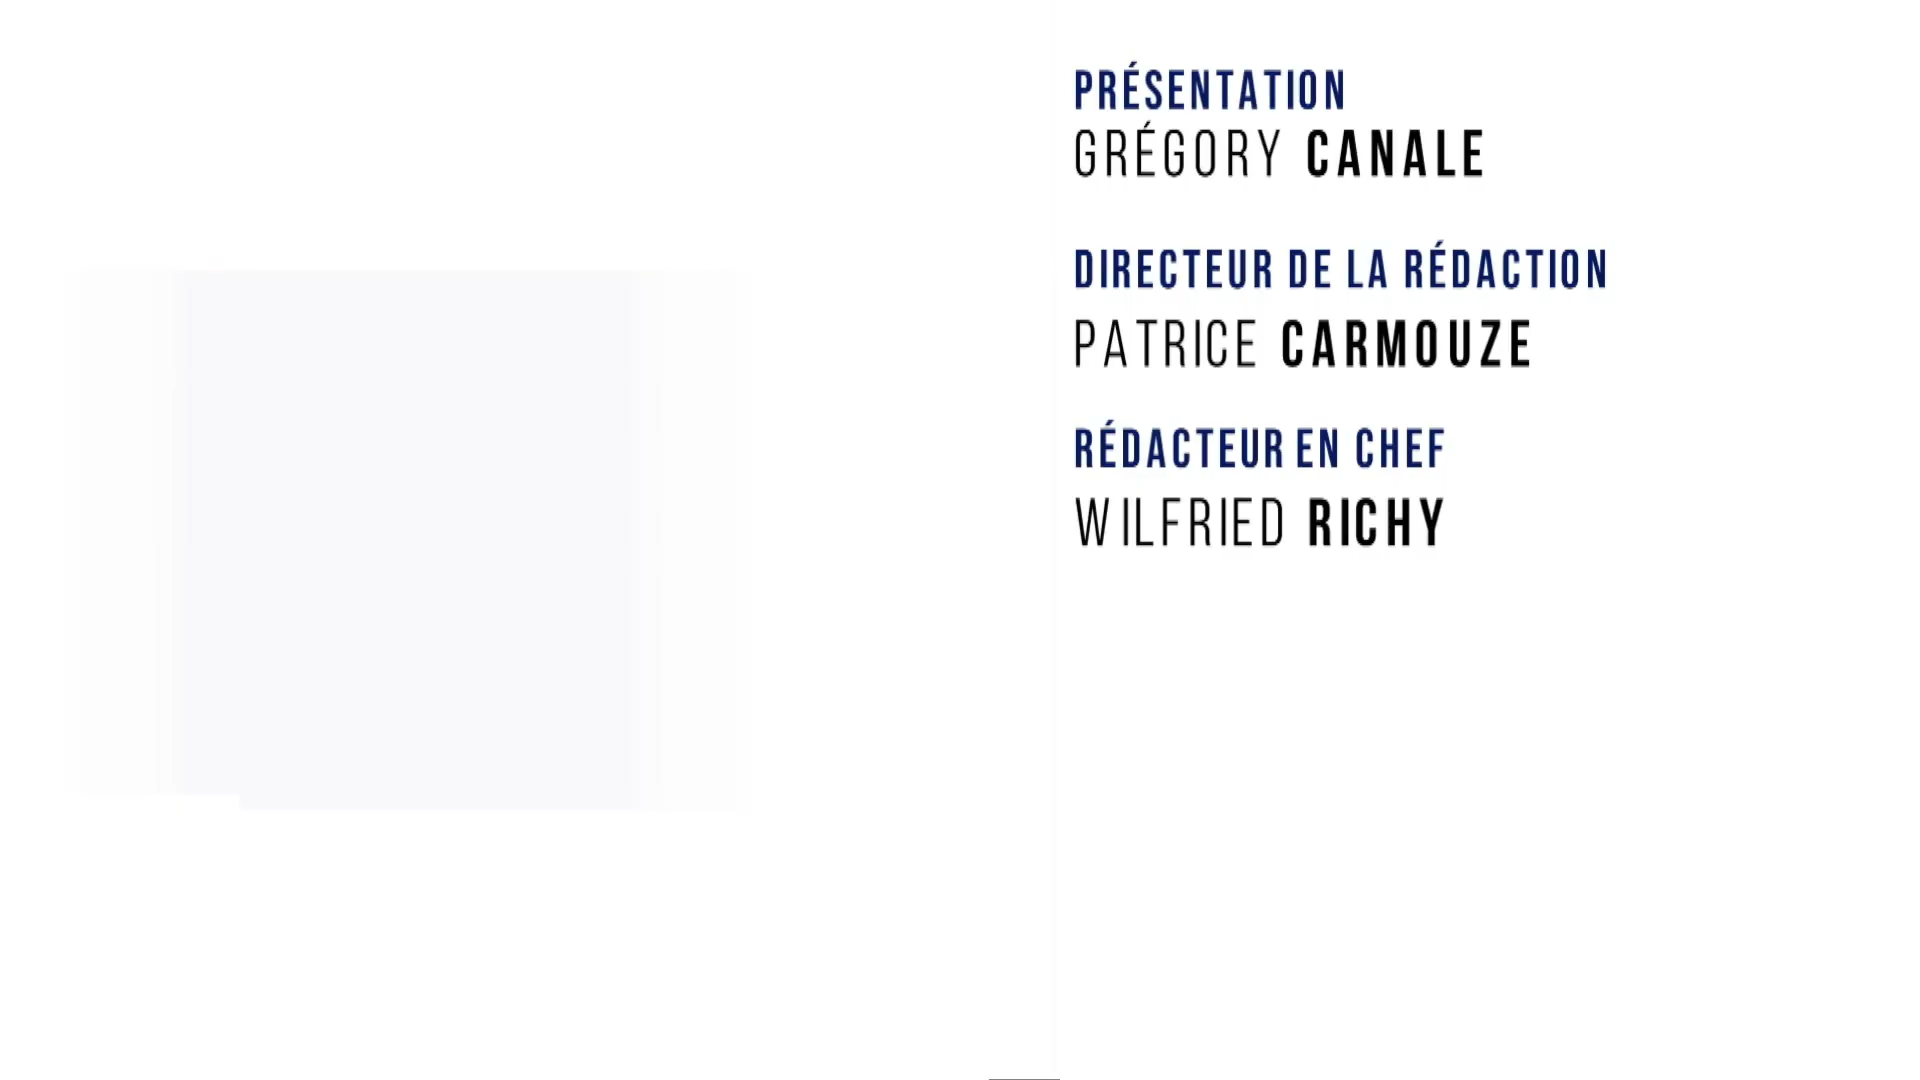 PRÉSENTATION
GRÉGORY CANALE
DIRECTEUR DE LA RÉDACTION
PATRICE CARMOUZE
RÉDACTEUR EN CHEF
WILFRIED RICHY